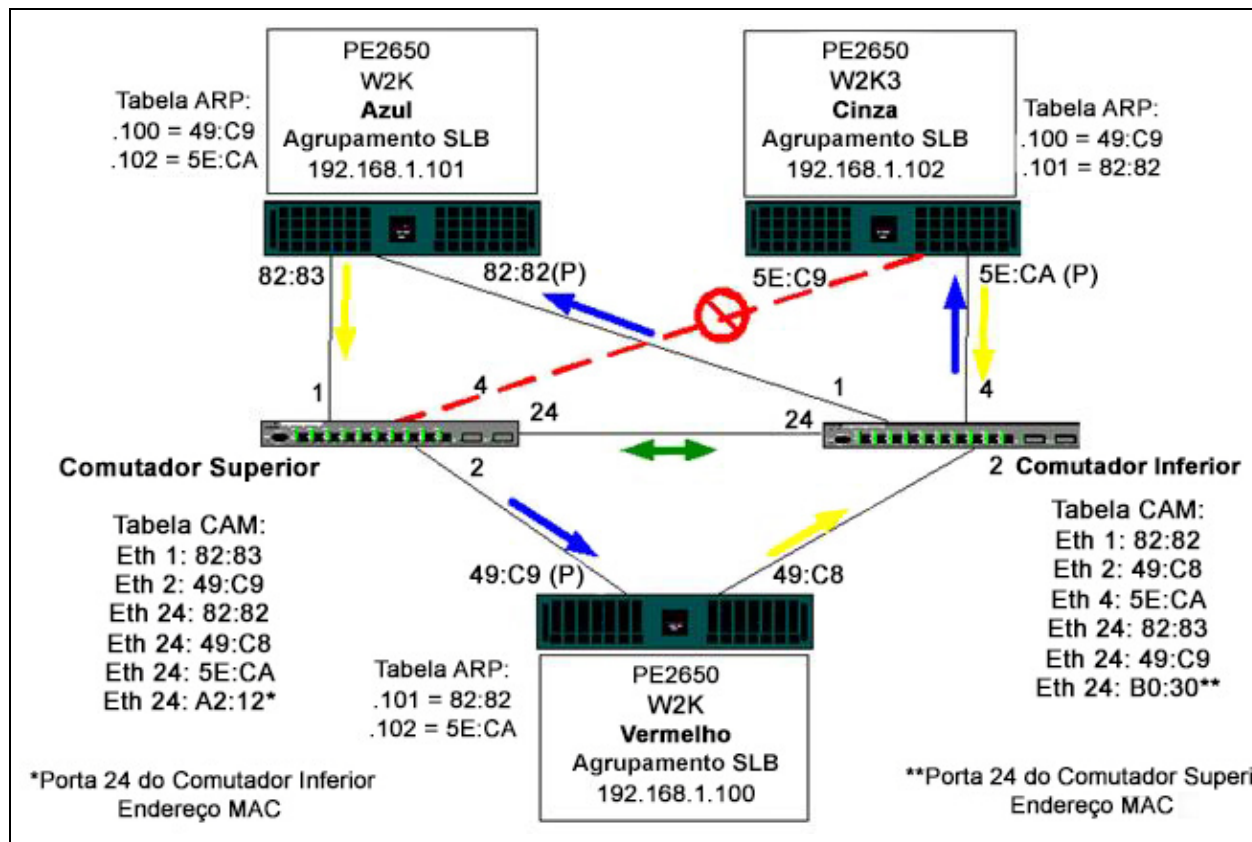 PE2650
W2K
Azul
Agrupamento SLB
192.168.1.101
Tabela ARP:
.100 = 49:C9
.102 = 5E:CA
PE2650
W2K3
Cinza
Agrupamento SLB
192.168.1.102
Tabela ARP:
.100 = 49:C9
.101 = 82:82
82:83
82:82(P)
5E:C9
5E:CA (P)
1
4
24
24
1
4
2
2
Comutador Superior
Comutador Inferior
Tabela CAM:
Eth 1: 82:83
Eth 2: 49:C9
Eth 24: 82:82
Eth 24: 49:C8
Eth 24: 5E:CA
Eth 24: A2:12*
Tabela CAM:
Eth 1: 82:82
Eth 2: 49:C8
Eth 4: 5E:CA
Eth 24: 82:83
Eth 24: 49:C9
Eth 24: B0:30**
49:C9 (P)
49:C8
Tabela ARP:
.101 = 82:82
.102 = 5E:CA
PE2650
W2K
Vermelho
Agrupamento SLB
192.168.1.100
*Porta 24 do Comutador Inferior
Endereço MAC
**Porta 24 do Comutador Superi
Endereço MAC